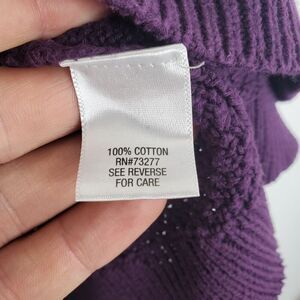 100% COTTON
RN#73277
SEE REVERSE
FOR CARE